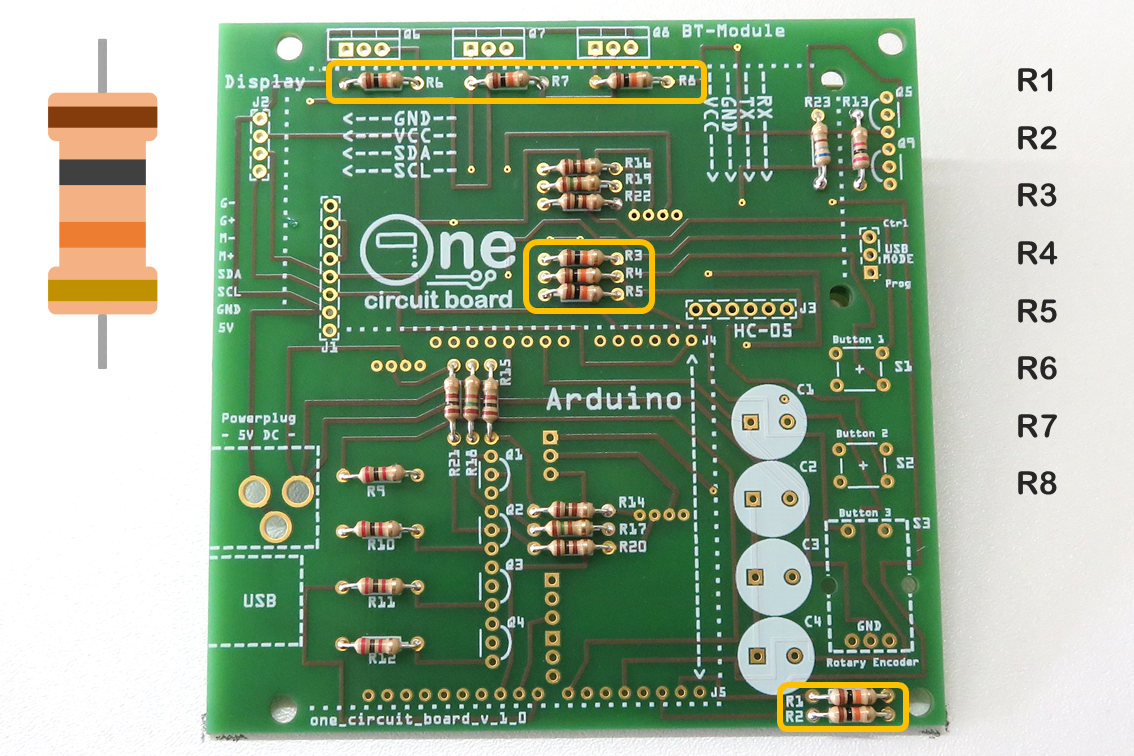 Q6
Q7
Q8 BT-Module
Display
R6
R7
R8
J2
<---GND---
<---VCC---
<---SDA---
<---SCL---
VCC
GND
TX
RX
R23
R13
Q5
Q9
R16
R19
R22
G-
G+
M-
M+
SDA
SCL
GND
5V
J1
One
circuit board
R3
R4
R5
Ctrl
USB
MODE
Prog
J3
HC-05
J4
Button 1
S1
R15
Arduino
C1
Powerplug
- 5V DC -
R21
R18
Q1
Button 2
S2
C2
R9
Q2
R14
R17
R20
Button 3
S3
R10
C3
Q3
USB
R11
Q4
C4
GND
R12
Rotary Encoder
J5
R1
R2
one_circuit_board_v_1_0
R1
R2
R3
R4
R5
R6
R7
R8